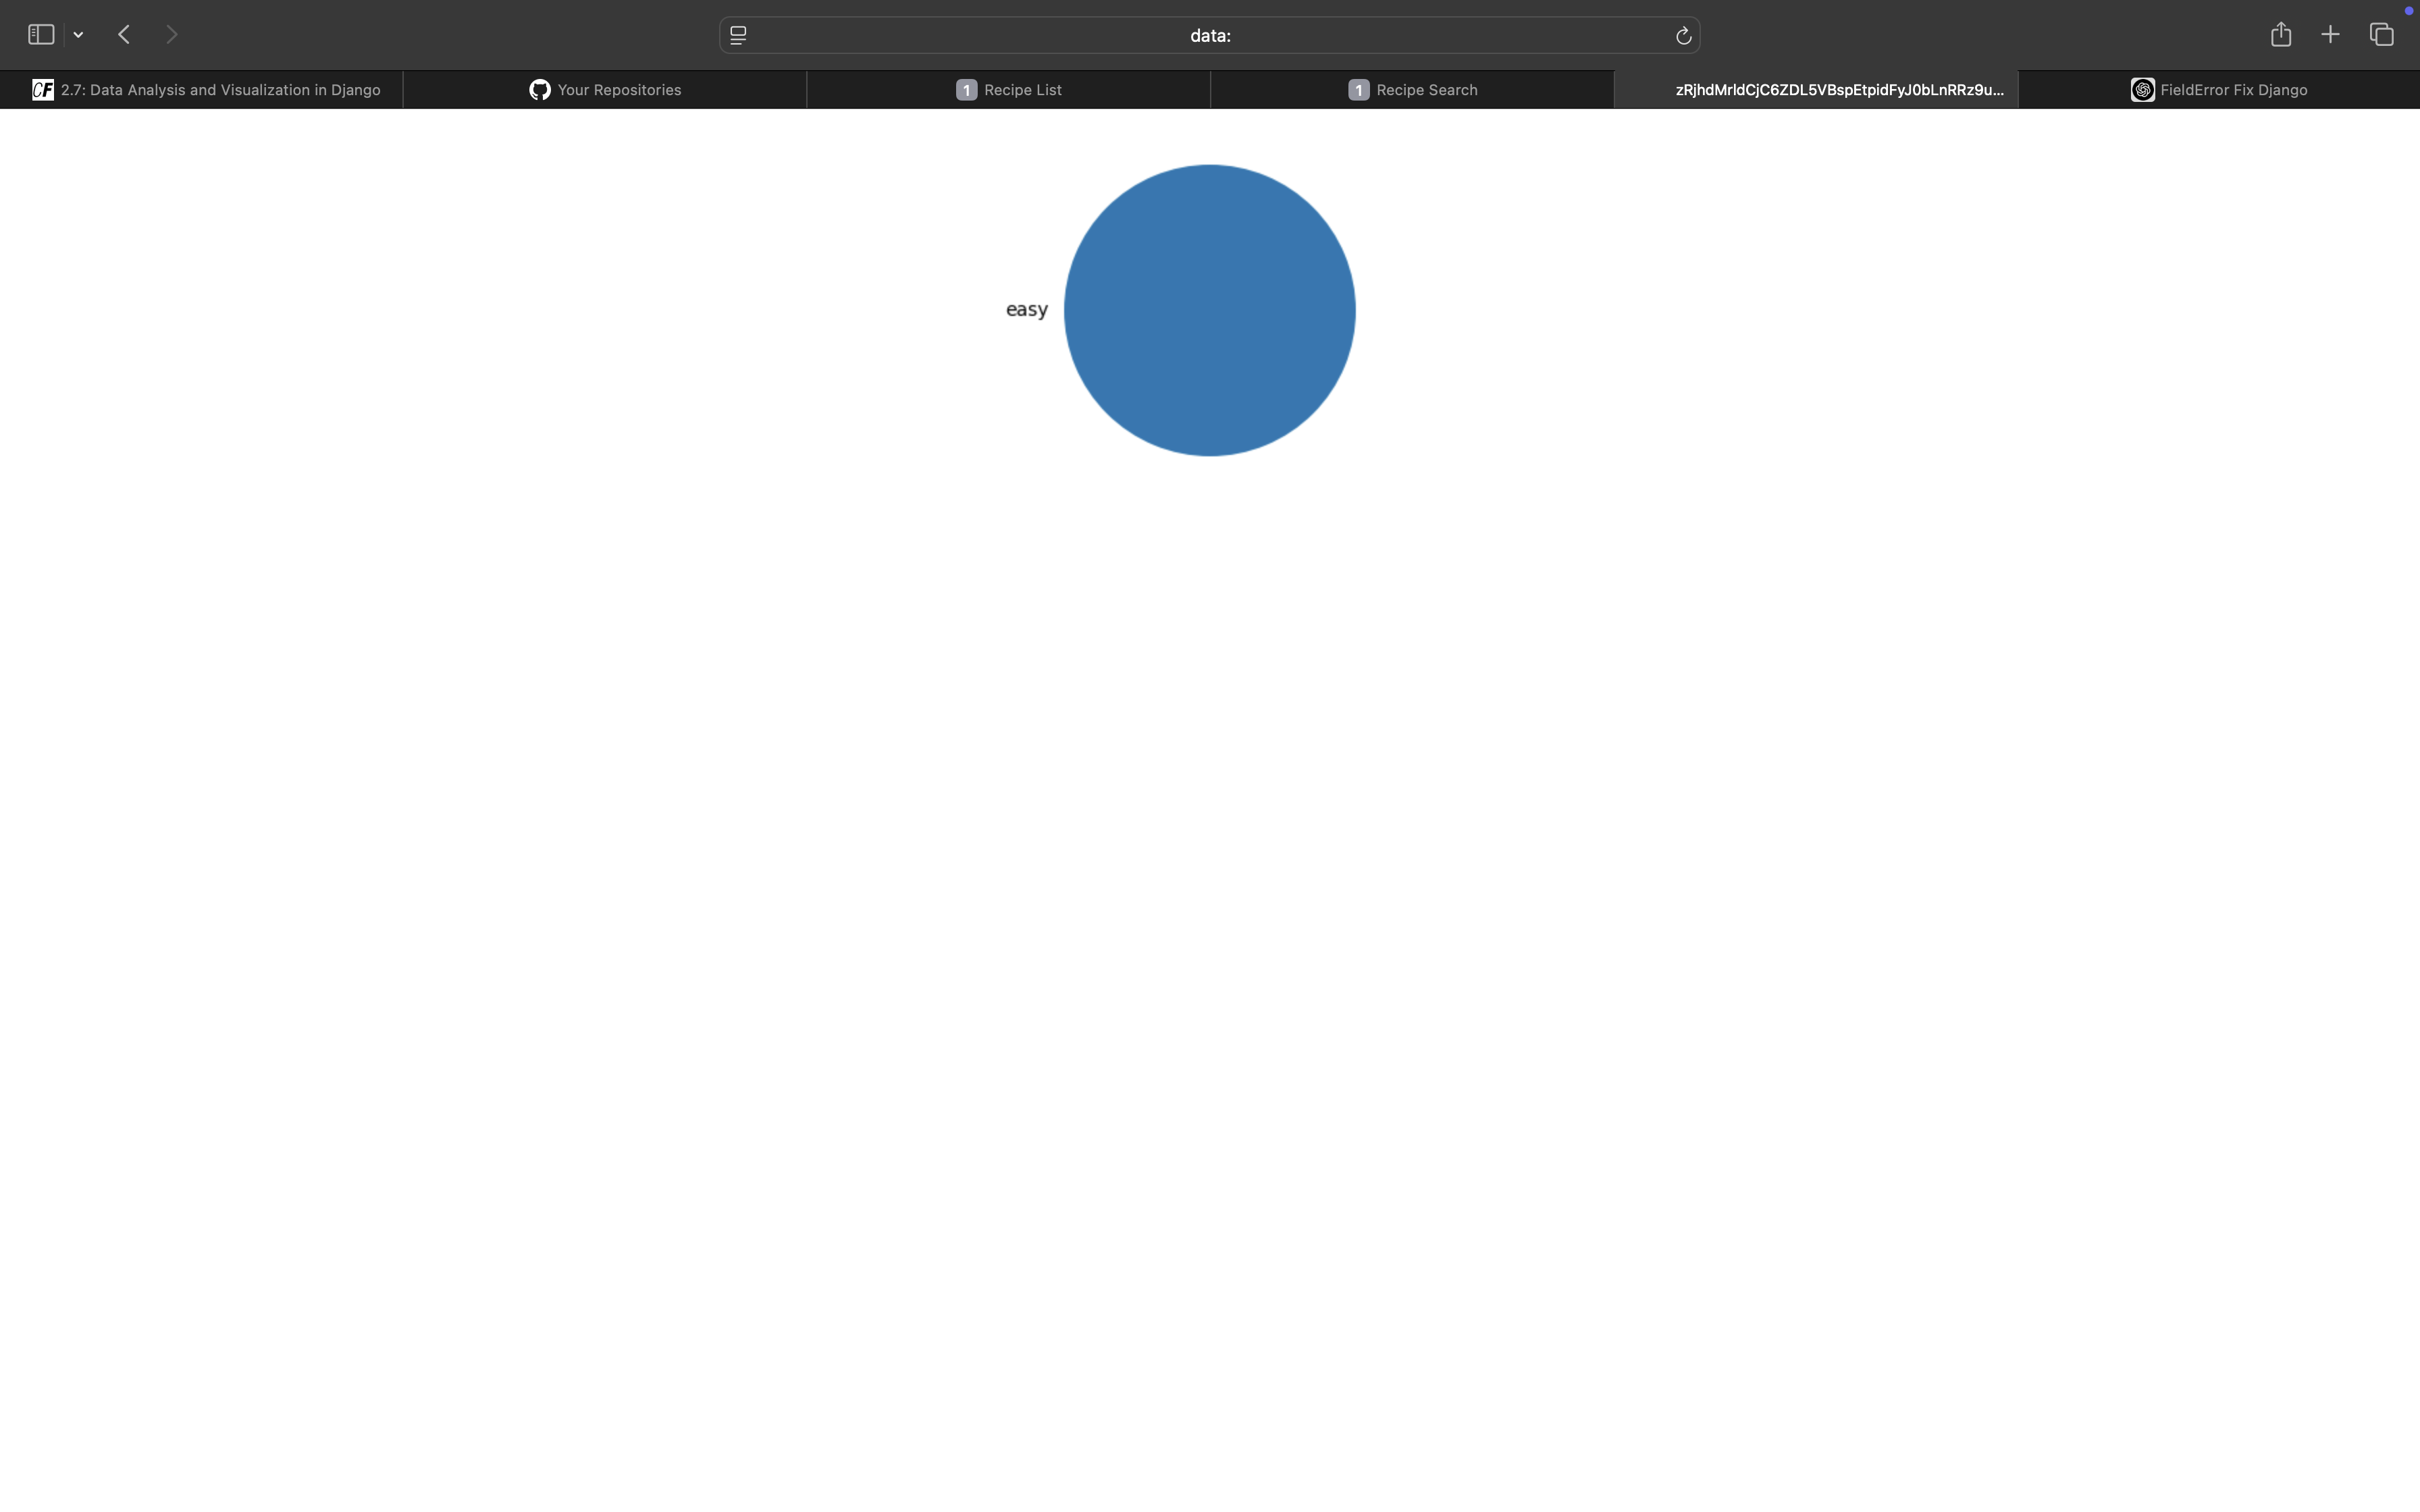 data:
CF 2.7: Data Analysis and Visualization in Django
Your Repositories
1 Recipe List
1 Recipe Search
zRjhdMrldCjC6ZDL5VBspEtpidFyJ0bLnRRz9u...
FieldError Fix Django
easy